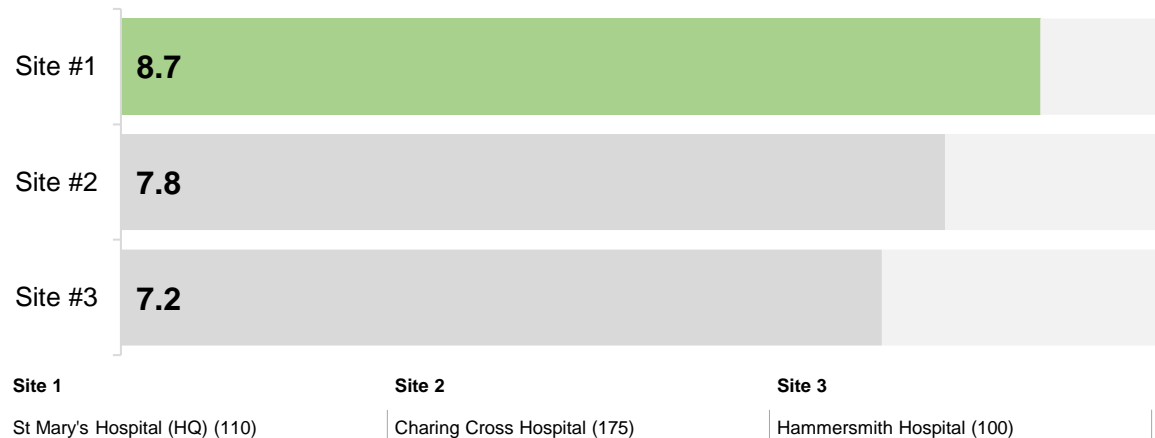 Site #1 8.7
Site #2 7.8
Site #3 7.2
Site 1 Site 2 Site 3
St Mary's Hospital (HQ) (110) Charing Cross Hospital (175) Hammersmith Hospital (100)